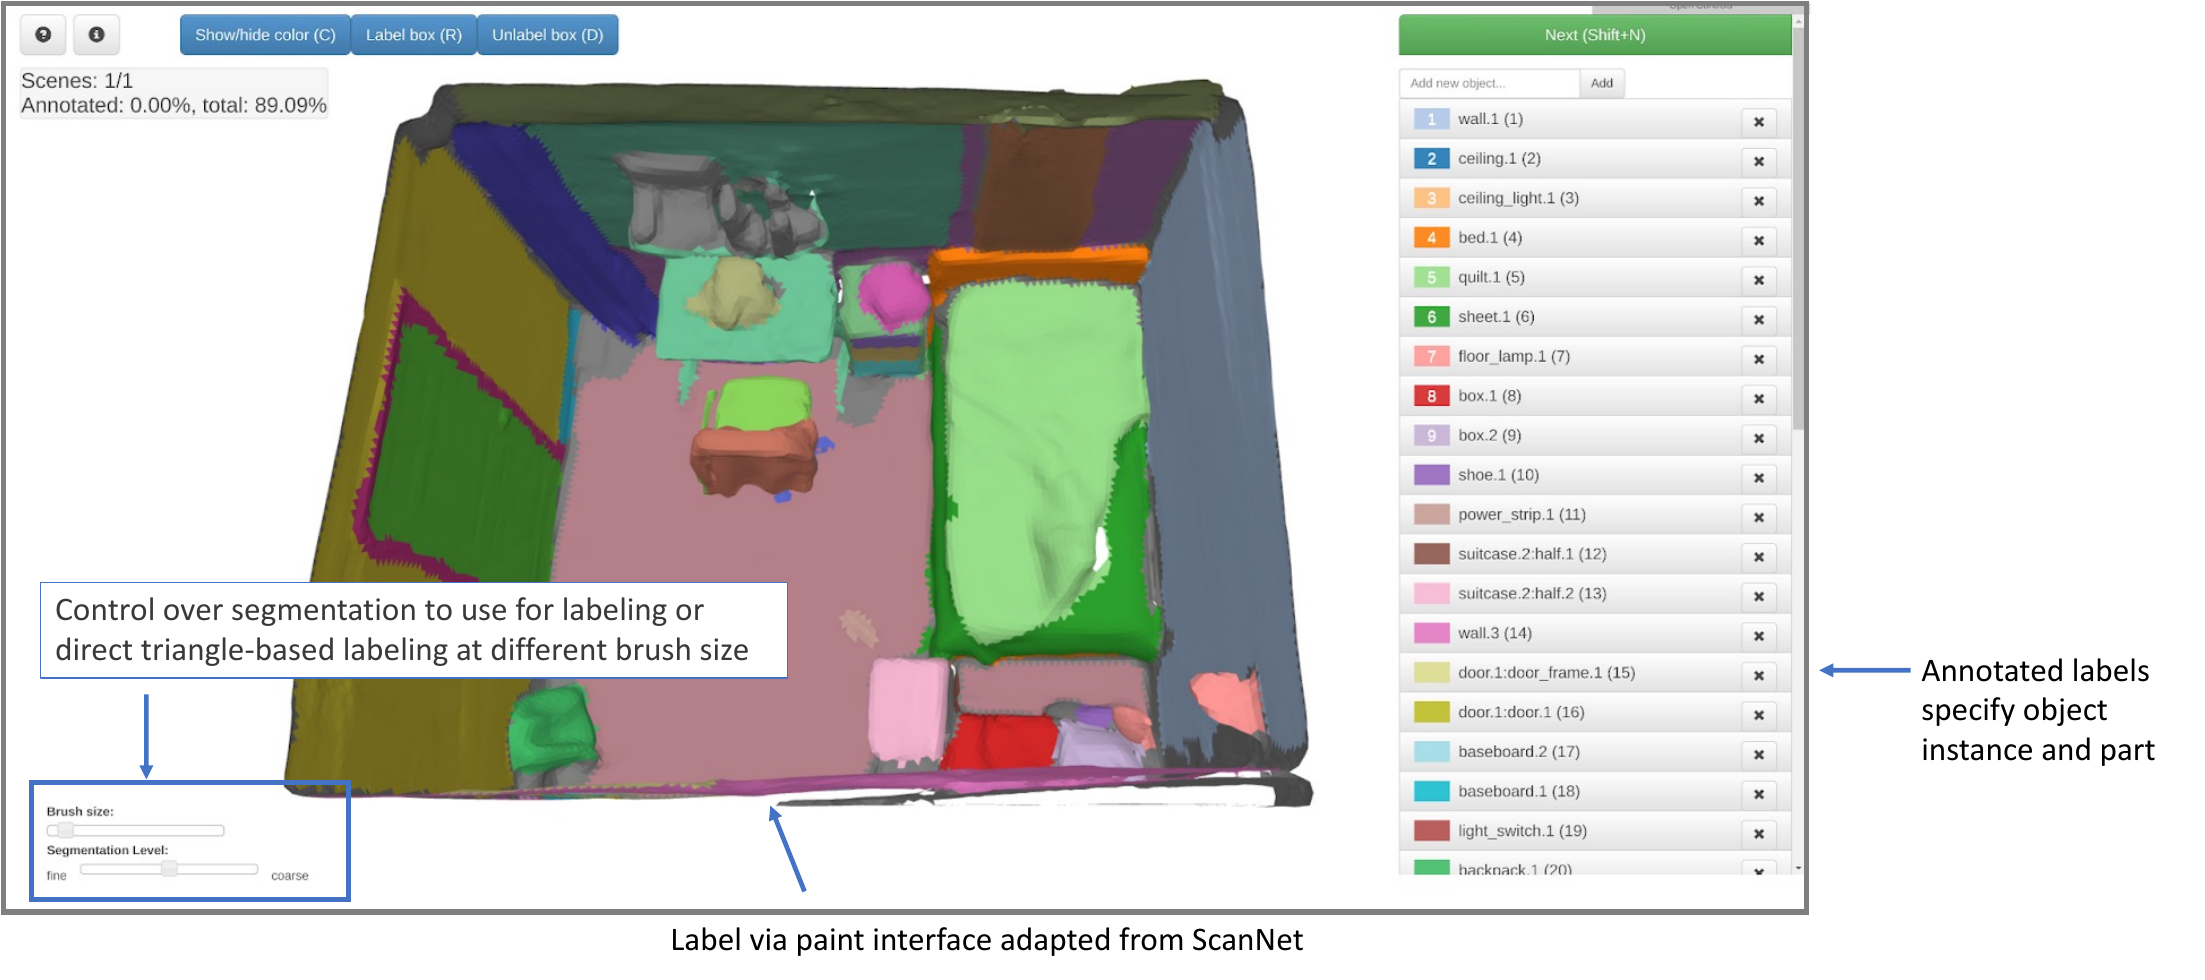 Open Controls
Show/hide color (C) Label box (R) Unlabel box (D)
Next (Shift+N)
Scenes: 1/1
Annotated: 0.00%, total: 89.09%
Add new object... Add
1 wall.1 (1)
2 ceiling.1 (2)
3 ceiling_light.1 (3)
4 bed.1 (4)
5 quilt.1 (5)
6 sheet.1 (6)
7 floor_lamp.1 (7)
8 box.1 (8)
9 box.2 (9)
shoe.1 (10)
power_strip.1 (11)
suitcase.2:half.1 (12)
suitcase.2:half.2 (13)
wall.3 (14)
door.1:door_frame.1 (15)
door.1:door.1 (16)
baseboard.2 (17)
baseboard.1 (18)
light_switch.1 (19)
backpack.1 (20)
Control over segmentation to use for labeling or
direct triangle-based labeling at different brush size
Brush size:
Segmentation Level:
fine coarse
Annotated labels
specify object
instance and part
Label via paint interface adapted from ScanNet